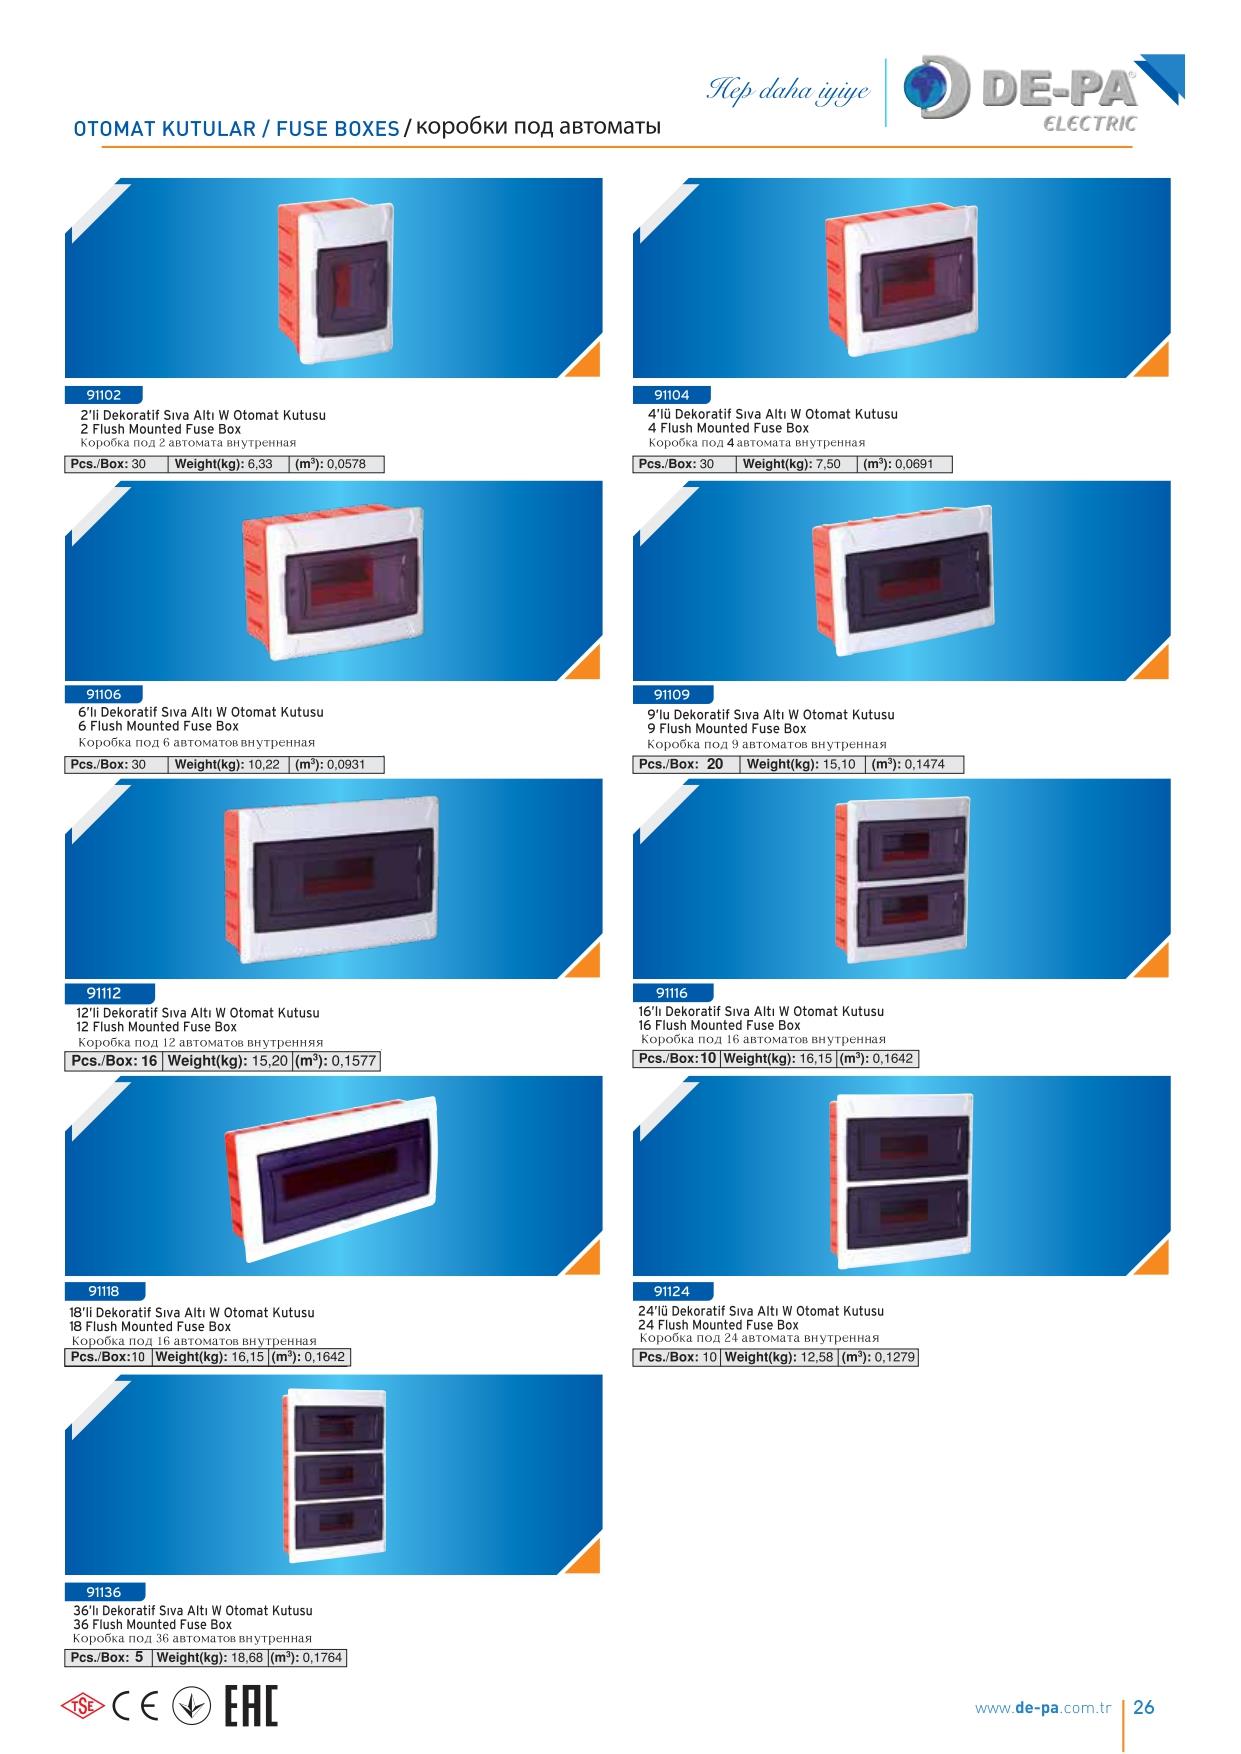 Hep daha iyiye
DE-PA®
ELECTRIC
OTOMAT KUTULAR / FUSE BOXES / коробки под автоматы
91102
2'li Dekoratif Sıva Altı W Otomat Kutusu
2 Flush Mounted Fuse Box
Коробка под 2 автомата внутренная
Pcs./Box: 30 Weight(kg): 6,33 (m³): 0,0578
91104
4'lü Dekoratif Sıva Altı W Otomat Kutusu
4 Flush Mounted Fuse Box
Коробка под 4 автомата внутренная
Pcs./Box: 30 Weight(kg): 7,50 (m³): 0,0691
91106
6'lı Dekoratif Sıva Altı W Otomat Kutusu
6 Flush Mounted Fuse Box
Коробка под 6 автоматов внутренная
Pcs./Box: 30 Weight(kg): 10,22 (m³): 0,0931
91109
9'lu Dekoratif Sıva Altı W Otomat Kutusu
9 Flush Mounted Fuse Box
Коробка под 9 автоматов внутренная
Pcs./Box: 20 Weight(kg): 15,10 (m³): 0,1474
91112
12'li Dekoratif Sıva Altı W Otomat Kutusu
12 Flush Mounted Fuse Box
Коробка под 12 автоматов внутренняя
Pcs./Box: 16 Weight(kg): 15,20 (m³): 0,1577
91116
16'lı Dekoratif Sıva Altı W Otomat Kutusu
16 Flush Mounted Fuse Box
Коробка под 16 автоматов внутренная
Pcs./Box: 10 Weight(kg): 16,15 (m³): 0,1642
91118
18'li Dekoratif Sıva Altı W Otomat Kutusu
18 Flush Mounted Fuse Box
Коробка под 16 автоматов внутренная
Pcs./Box:10 Weight(kg): 16,15 (m³): 0,1642
91124
24'lü Dekoratif Sıva Altı W Otomat Kutusu
24 Flush Mounted Fuse Box
Коробка под 24 автомата внутренная
Pcs./Box: 10 Weight(kg): 12,58 (m³): 0,1279
91136
36'lı Dekoratif Sıva Altı W Otomat Kutusu
36 Flush Mounted Fuse Box
Коробка под 36 автоматов внутренная
Pcs./Box: 5 Weight(kg): 18,68 (m³): 0,1764
TSE CE EAC
www.de-pa.com.tr 26